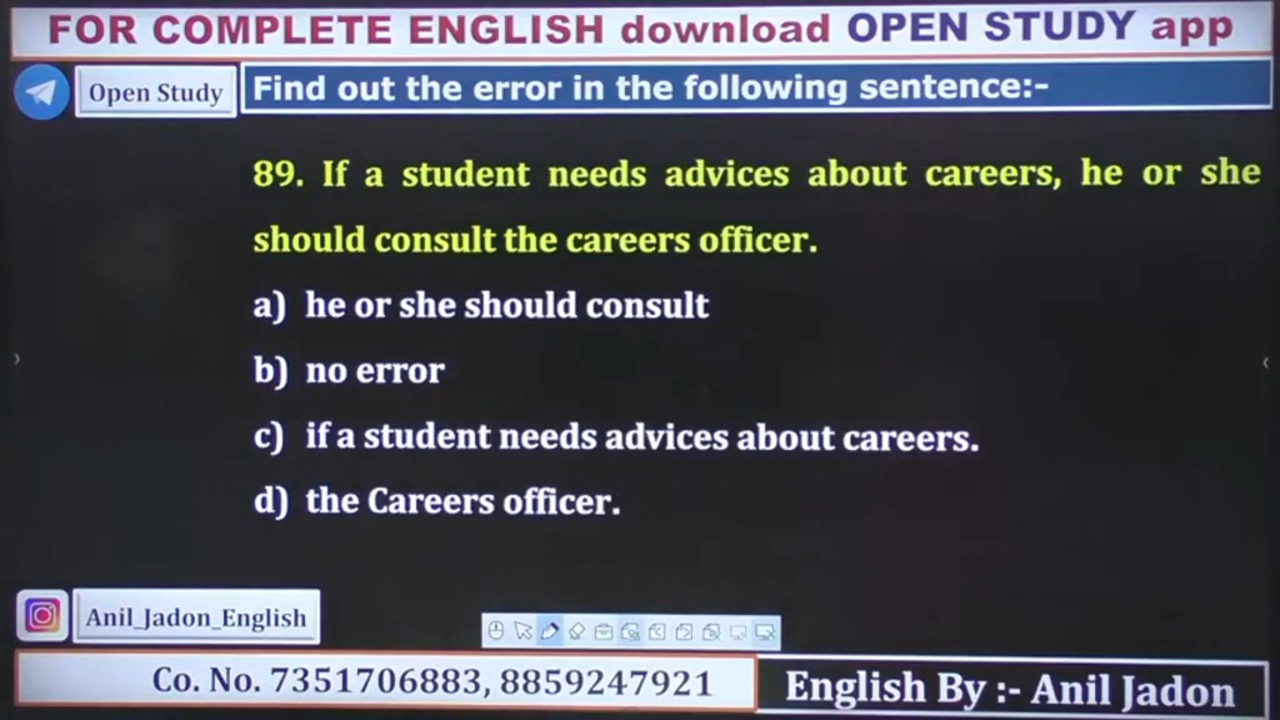 FOR COMPLETE ENGLISH download OPEN STUDY app
Open Study
Find out the error in the following sentence:-
89. If a student needs advices about careers, he or she
should consult the careers officer.
a) he or she should consult
b) no error
c) if a student needs advices about careers.
d) the Careers officer.
Anil_Jadon_English
Co. No. 7351706883, 8859247921
English By :- Anil Jadon